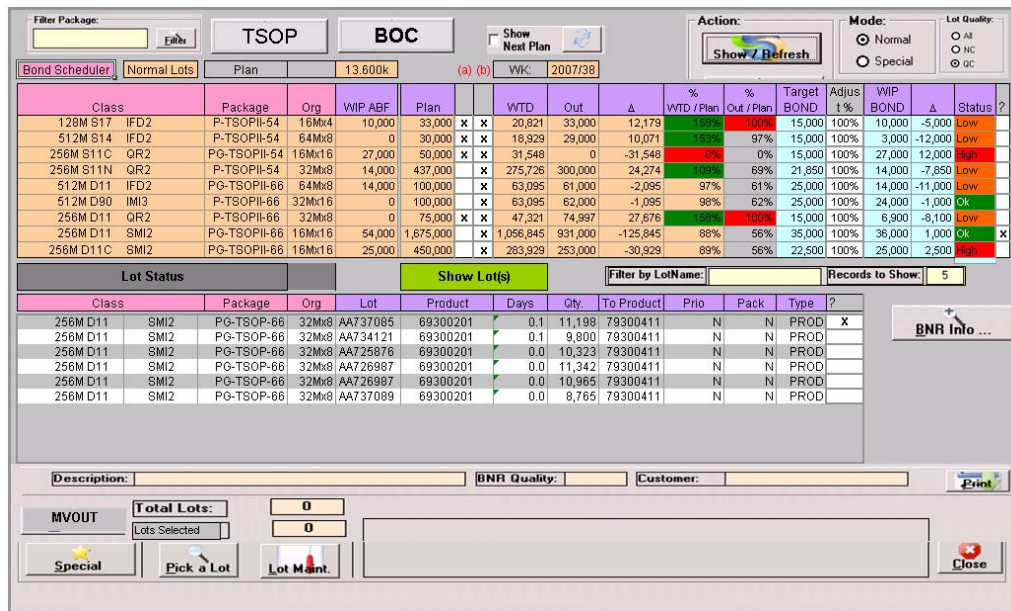 Filter Package:
Filter
TSOP
BOC
Show
Next Plan
Action:
Show / Refresh
Mode:
Normal
Special
Lot Quality:
All
NC
QC
Bond Scheduler Normal Lots Plan 13.600k (a) (b) WK: 2007/38
Class Package Org WIP ABF Plan WTD Out Δ % WTD / Plan % Out / Plan Target BOND Adjus t % WIP BOND Δ Status ?
128M S17 IFD2 P-TSOPII-54 16Mx4 10,000 33,000 x x 20,821 33,000 12,179 158% 100% 15,000 100% 10,000 -5,000 Low
512M S14 IFD2 P-TSOPII-54 64Mx8 0 30,000 x x 18,929 29,000 10,071 153% 97% 15,000 100% 3,000 -12,000 Low
256M S11C QR2 PG-TSOPII-54 16Mx16 27,000 50,000 x x 31,548 0 -31,548 0% 0% 15,000 100% 27,000 12,000 High
256M S11N QR2 P-TSOPII-54 32Mx8 14,000 437,000 x 275,726 300,000 24,274 109% 69% 21,850 100% 14,000 -7,850 Low
512M D11 IFD2 PG-TSOPII-66 64Mx8 14,000 100,000 x 63,095 61,000 -2,095 97% 61% 25,000 100% 14,000 -11,000 Low
512M D90 IMI3 P-TSOPII-66 32Mx16 0 100,000 x 63,095 62,000 -1,095 98% 62% 25,000 100% 24,000 -1,000 Ok
256M D11 QR2 P-TSOPII-66 32Mx8 0 75,000 x x 47,321 74,997 27,676 158% 100% 15,000 100% 6,900 -8,100 Low
256M D11 SMI2 P-TSOPII-66 16Mx16 54,000 1,675,000 x 1,056,845 931,000 -125,845 88% 56% 35,000 100% 36,000 1,000 Ok x
256M D11C SMI2 P-TSOPII-66 16Mx16 25,000 450,000 x 283,929 253,000 -30,929 89% 56% 22,500 100% 25,000 2,500 High
Lot Status Show Lot(s) Filter by LotName: Records to Show: 5
Class Package Org Lot Product Days Qty. To Product Prio Pack Type ?
256M D11 SMI2 PG-TSOP-66 32Mx8 AA737085 69300201 0.1 11,198 79300411 N N PROD x
256M D11 SMI2 PG-TSOP-66 32Mx8 AA734121 69300201 0.1 9,800 79300411 N N PROD
256M D11 SMI2 PG-TSOP-66 32Mx8 AA725876 69300201 0.0 10,323 79300411 N N PROD
256M D11 SMI2 PG-TSOP-66 32Mx8 AA726987 69300201 0.0 11,342 79300411 N N PROD
256M D11 SMI2 PG-TSOP-66 32Mx8 AA726987 69300201 0.0 10,965 79300411 N N PROD
256M D11 SMI2 PG-TSOP-66 32Mx8 AA737089 69300201 0.0 8,765 79300411 N N PROD
BNR Info ...
Description: BNR Quality: Customer: Print
MVOUT
Total Lots: 0
Lots Selected 0
Special
Pick a Lot
Lot Maint.
Close